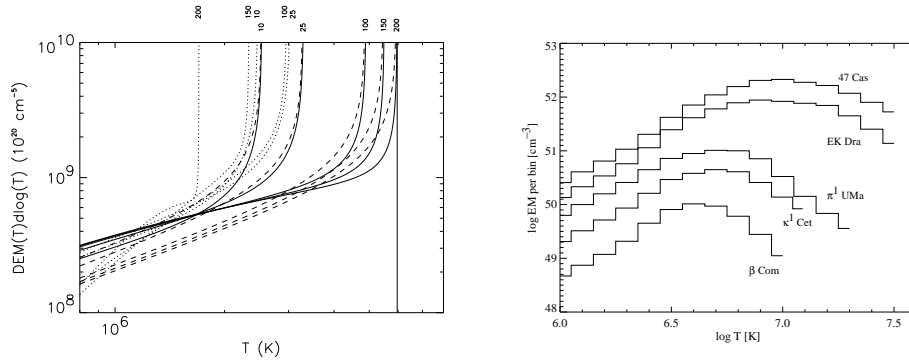 200
150
10
100
25
25
100
150
200
10^10
10^9
10^8
DEM(T)dlog(T) (10^20 cm^-5)
10^6
T (K)
53
52
51
50
49
48
log EM per bin [cm^-3]
47 Cas
EK Dra
π^1 UMa
κ^1 Cet
β Com
6.0
6.5
7.0
7.5
log T [K]